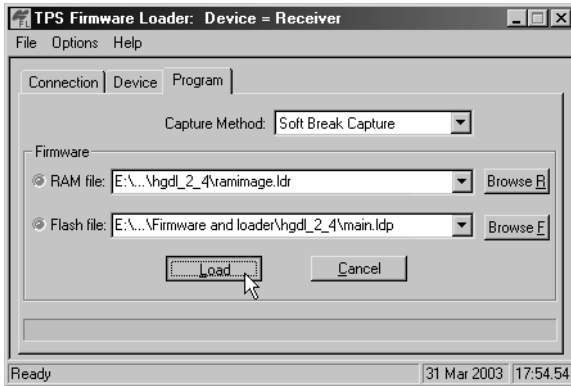 FL TPS Firmware Loader: Device = Receiver
File Options Help
Connection Device Program
Capture Method: Soft Break Capture
Firmware
RAM file: E:\...\hgdl_2_4\ramimage.ldr Browse R
Flash file: E:\...\Firmware and loader\hgdl_2_4\main.ldp Browse F
Load Cancel
Ready 31 Mar 2003 17:54.54